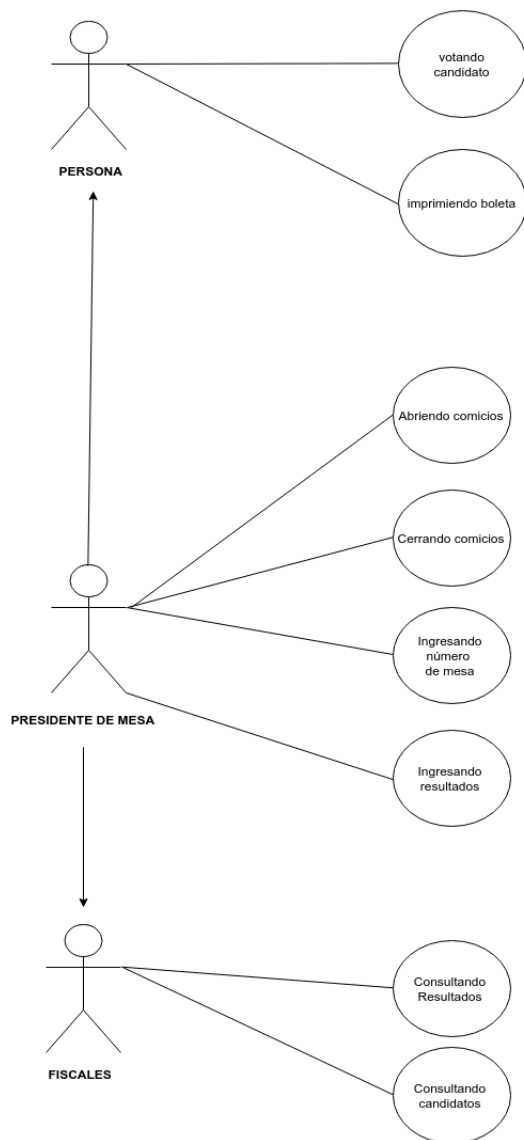 votando
candidato
PERSONA
imprimiendo boleta
Abriendo comicios
Cerrando comicios
Ingresando
número
de mesa
PRESIDENTE DE MESA
Ingresando
resultados
Consultando
Resultados
FISCALES
Consultando
candidatos